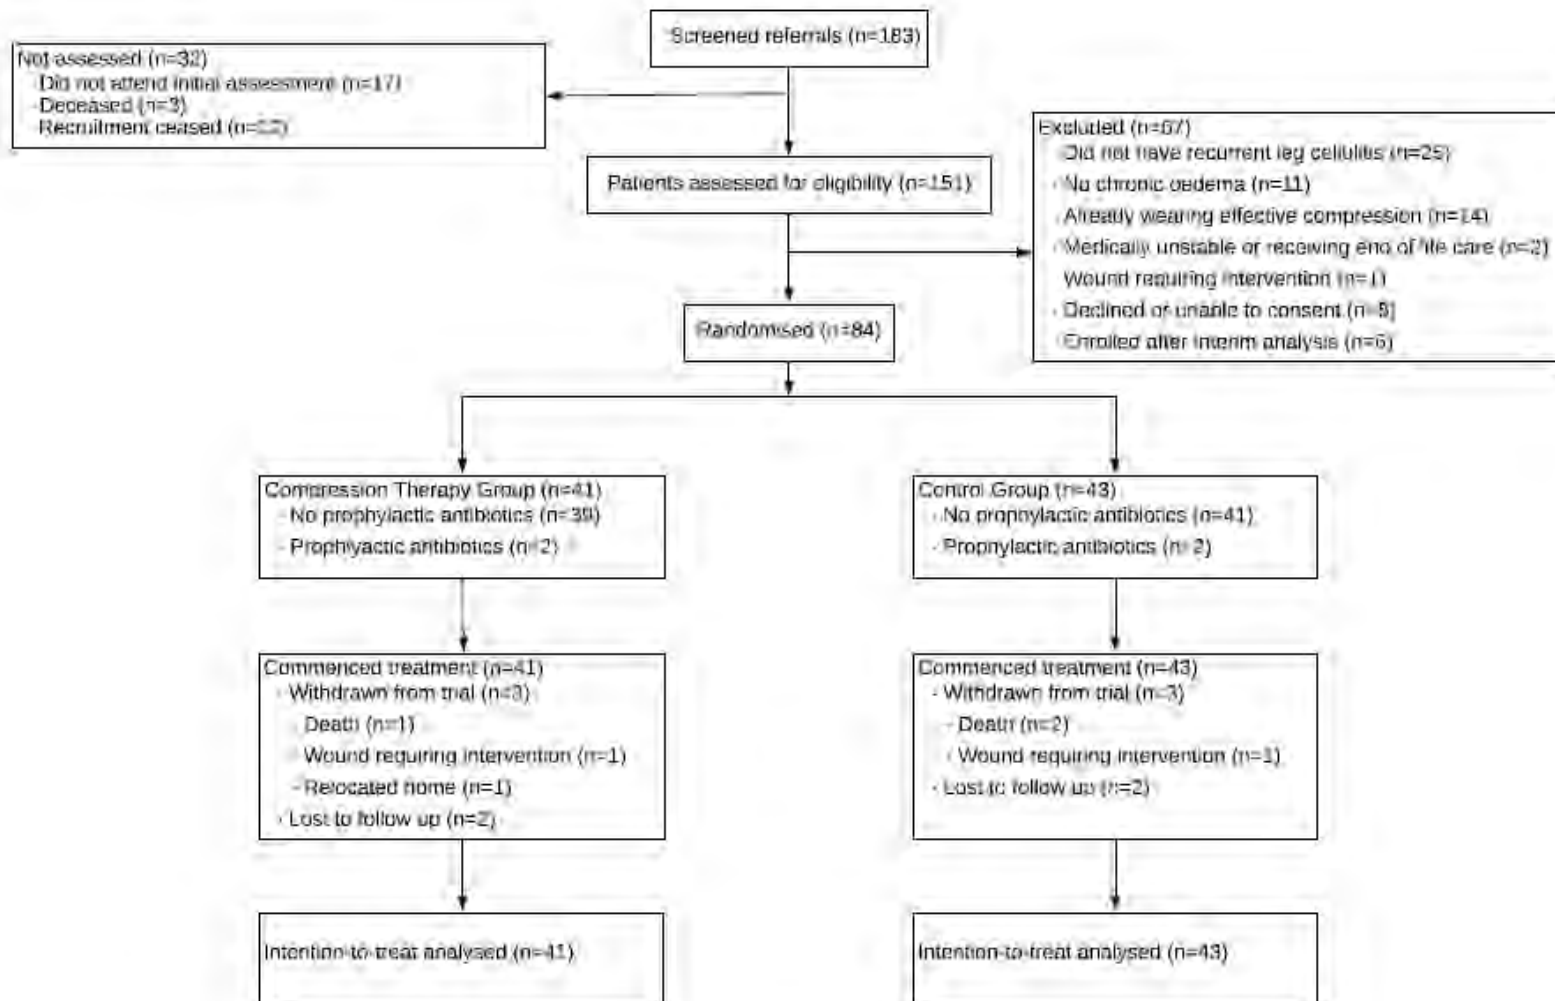 Screened referrals (n=183)
Not assessed (n=32)
- Did not attend initial assessment (n=17)
- Deceased (n=3)
- Recruitment ceased (n=12)
Patients assessed for eligibility (n=151)
Excluded (n=67)
- Did not have recurrent leg cellulitis (n=25)
- No chronic oedema (n=11)
- Already wearing effective compression (n=14)
- Medically unstable or receiving end of life care (n=2)
- Wound requiring intervention (n=1)
- Declined or unable to consent (n=8)
- Enrolled after interim analysis (n=6)
Randomised (n=84)
Compression Therapy Group (n=41)
- No prophylactic antibiotics (n=39)
- Prophlyactic antibiotics (n=2)
Control Group (n=43)
- No prophylactic antibiotics (n=41)
- Prophylactic antibiotics (n=2)
Commenced treatment (n=41)
- Withdrawn from trial (n=3)
- Death (n=1)
- Wound requiring intervention (n=1)
- Relocated home (n=1)
- Lost to follow up (n=2)
Commenced treatment (n=43)
- Withdrawn from trial (n=3)
- Death (n=2)
- Wound requiring intervention (n=1)
- Lost to follow up (n=2)
Intention-to-treat analysed (n=41)
Intention-to-treat analysed (n=43)